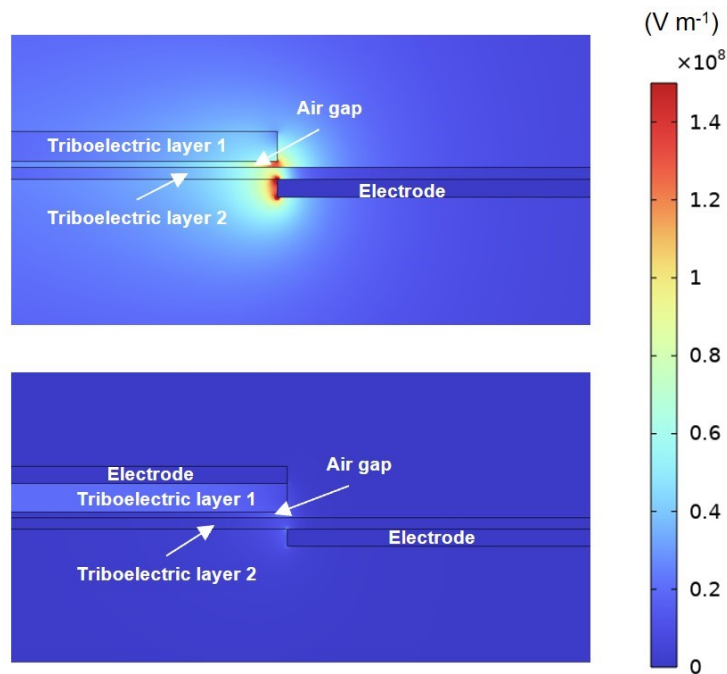 (V m⁻¹)
×10⁸
Air gap
Triboelectric layer 1
Electrode
Triboelectric layer 2
Electrode
Air gap
Triboelectric layer 1
Electrode
Triboelectric layer 2
1.4
1.2
1
0.8
0.6
0.4
0.2
0